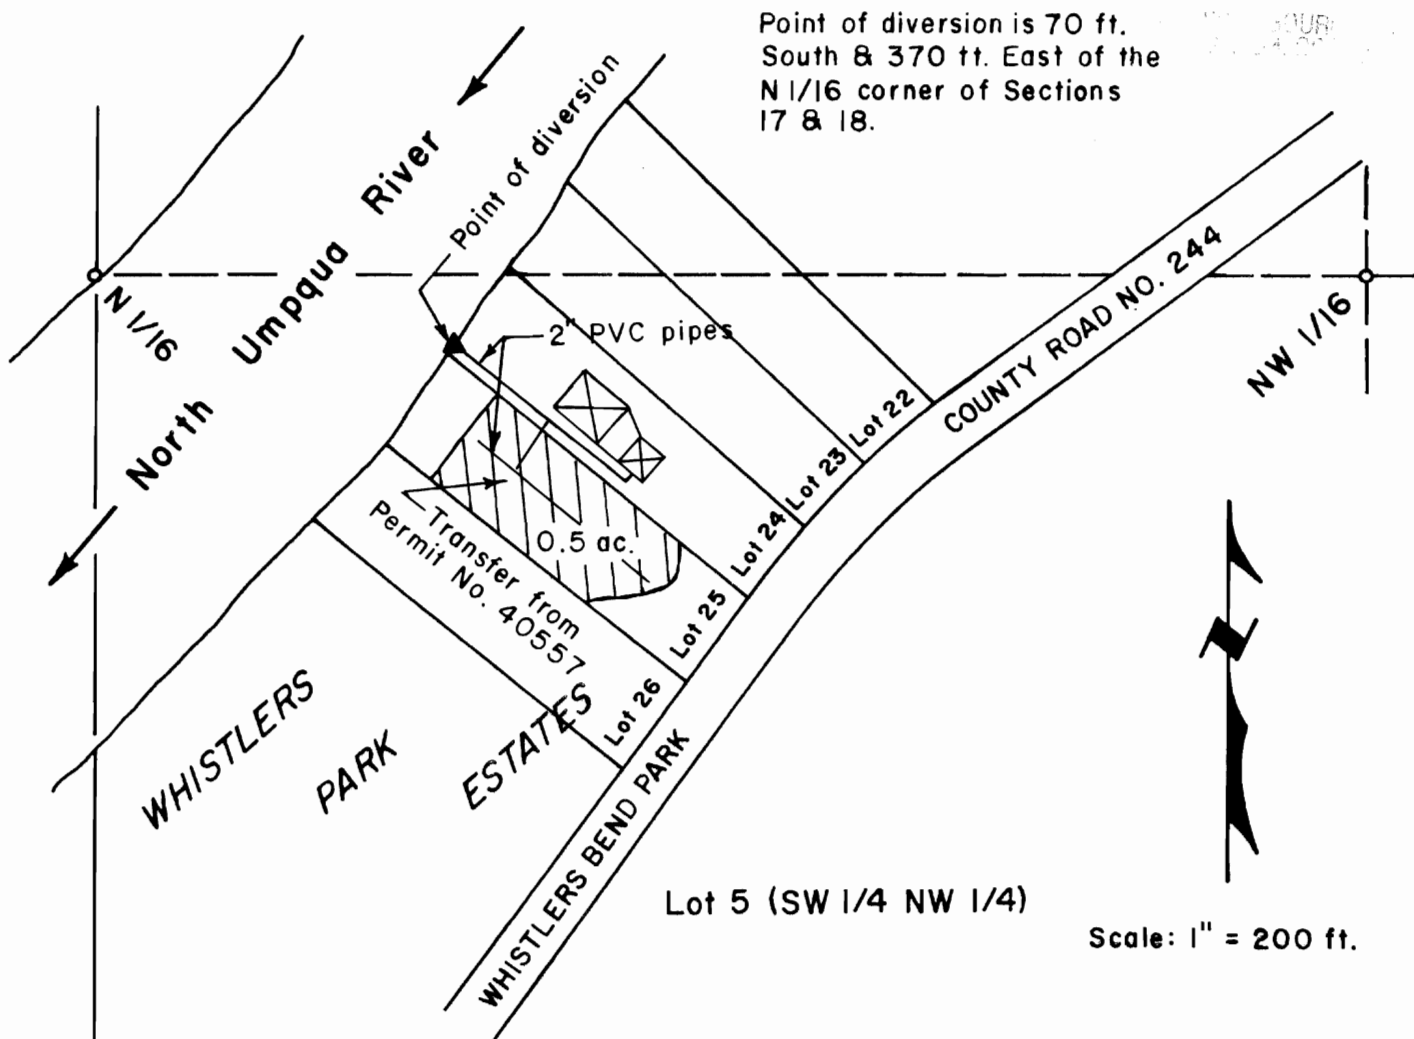 Point of diversion is 70 ft.
South & 370 ft. East of the
N 1/16 corner of Sections
17 & 18.
North Umpqua River
Point of diversion
N 1/16
2" PVC pipes
COUNTY ROAD NO. 244
NW 1/16
Lot 22
Lot 23
Lot 24
Lot 25
Lot 26
0.5 ac.
Transfer from
Permit No. 40557
WHISTLERS
PARK
ESTATES
WHISTLERS BEND PARK
Lot 5 (SW 1/4 NW 1/4)
Scale: 1" = 200 ft.